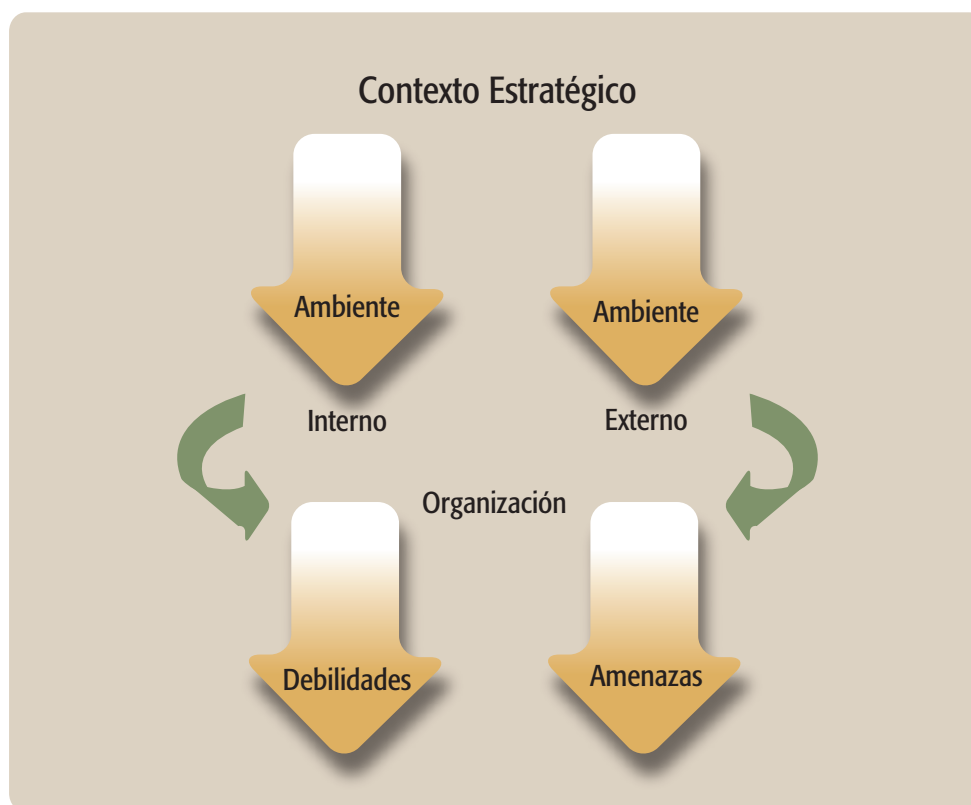 Contexto Estratégico
Ambiente
Ambiente
Interno
Externo
Organización
Debilidades
Amenazas